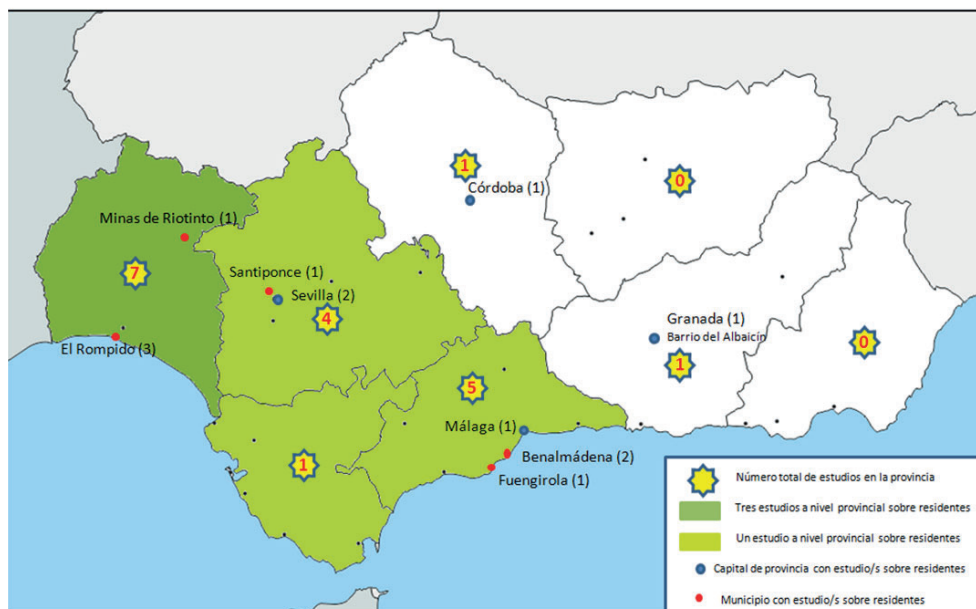 1
Córdoba (1)
0
Minas de Riotinto (1)
7
Santiponce (1)
Sevilla (2)
4
El Rompido (3)
Granada (1)
Barrio del Albaicín
1
0
5
Málaga (1)
Benalmádena (2)
Fuengirola (1)
1
Número total de estudios en la provincia
Tres estudios a nivel provincial sobre residentes
Un estudio a nivel provincial sobre residentes
Capital de provincia con estudio/s sobre residentes
Municipio con estudio/s sobre residentes